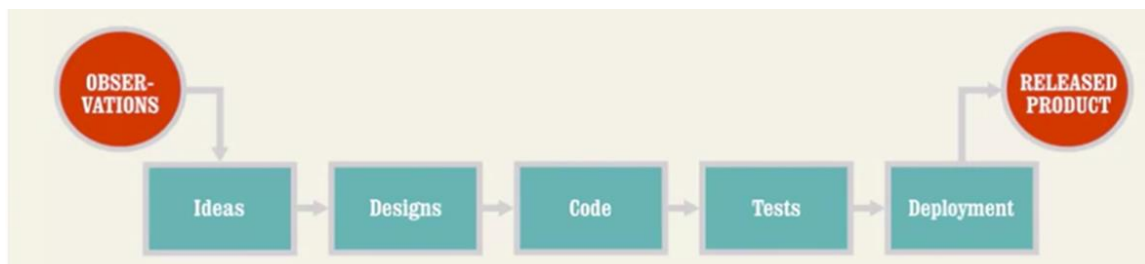 OBSER-
VATIONS
RELEASED
PRODUCT
Ideas
Designs
Code
Tests
Deployment